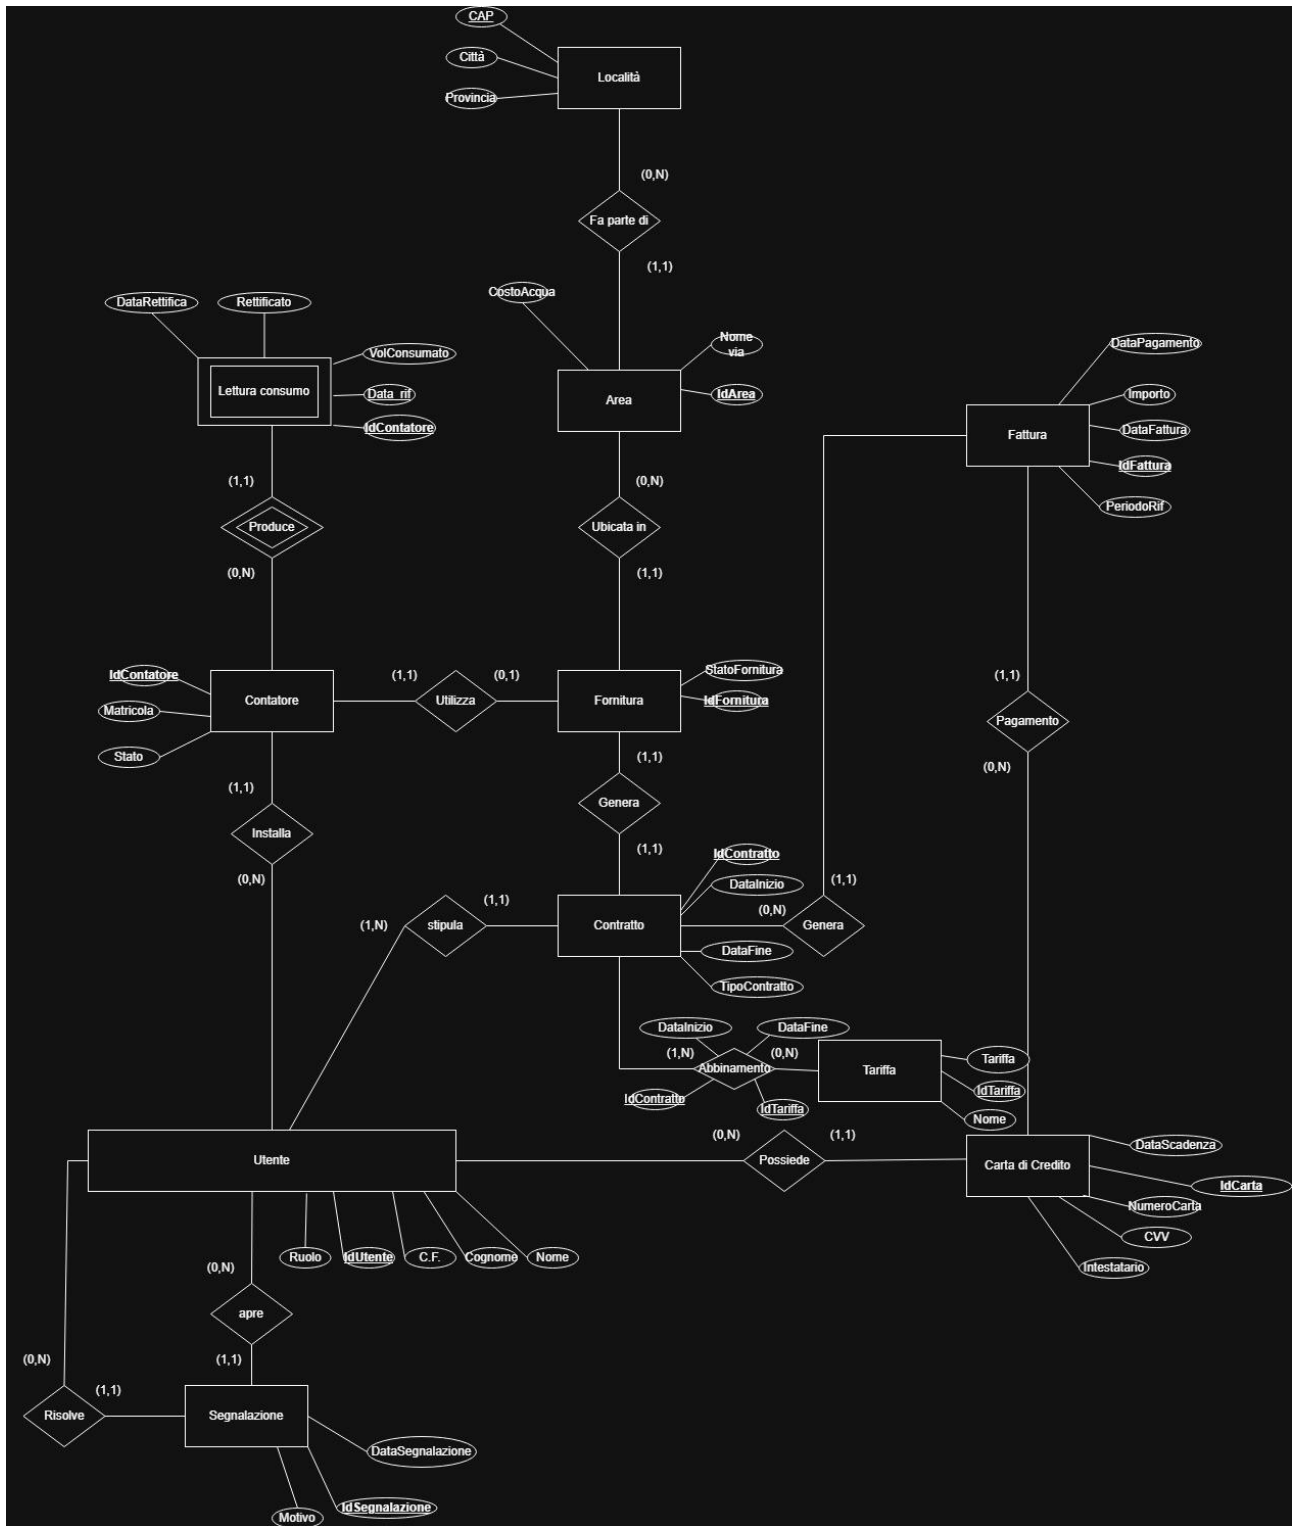 CAP
Città
Località
Provincia
(0,N)
Fa parte di
(1,1)
CostoAcqua
DataRettifica
Rettificato
Nome
via
DataPagamento
VolConsumato
Lettura consumo
Data_rif
IdArea
Importo
Area
IdContatore
DataFattura
Fattura
IdFattura
(1,1)
(0,N)
PeriodoRif
Produce
Ubicata in
(0,N)
(1,1)
IdContatore
(1,1)
(0,1)
StatoFornitura
(1,1)
Contatore
Utilizza
Fornitura
IdFornitura
Matricola
Pagamento
Stato
(1,1)
(0,N)
(1,1)
Genera
Installa
(1,1)
IdContratto
(0,N)
(1,1)
DataInizio
(1,1)
(1,N)
(0,N)
stipula
Contratto
Genera
DataFine
TipoContratto
DataInizio
DataFine
(1,N)
(0,N)
Tariffa
Abbinamento
Tariffa
IdTariffa
IdContratto
IdTariffa
Nome
(0,N)
(1,1)
DataScadenza
Utente
Possiede
Carta di Credito
IdCarta
NumeroCarta
CVV
Ruolo
IdUtente
C.F.
Cognome
Nome
Intestatario
(0,N)
apre
(0,N)
(1,1)
(1,1)
Risolve
Segnalazione
DataSegnalazione
IdSegnalazione
Motivo